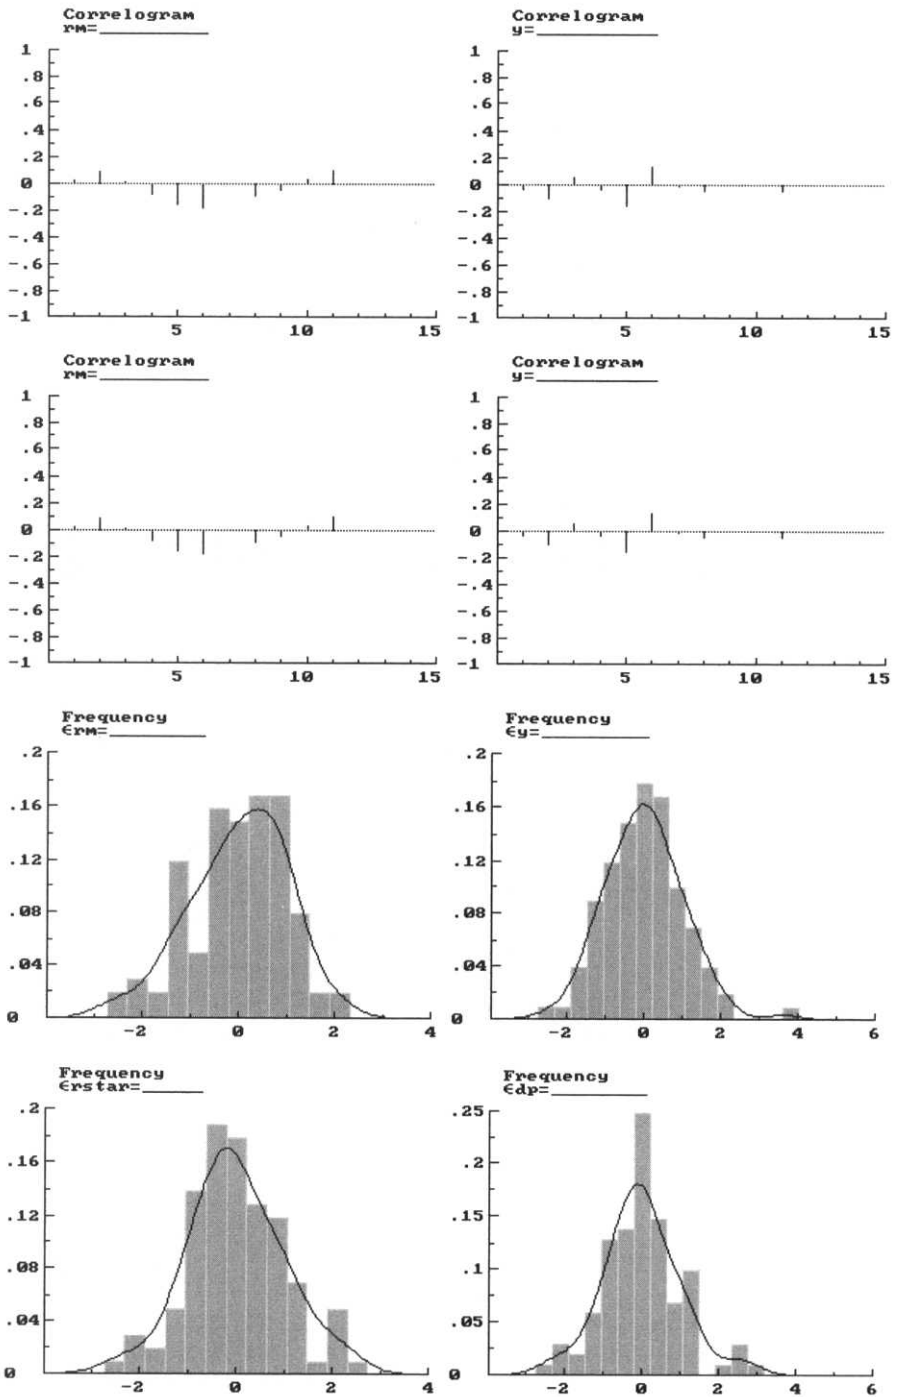 Correlogram
rm=
1
.8
.6
.4
.2
0
-.2
-.4
-.6
-.8
-1
5 10 15
Correlogram
y=
1
.8
.6
.4
.2
0
-.2
-.4
-.6
-.8
-1
5 10 15
Correlogram
rm=
1
.8
.6
.4
.2
0
-.2
-.4
-.6
-.8
-1
5 10 15
Correlogram
y=
1
.8
.6
.4
.2
0
-.2
-.4
-.6
-.8
-1
5 10 15
Frequency
єrm=
.2
.16
.12
.08
.04
0
-2 0 2 4
Frequency
єy=
.2
.16
.12
.08
.04
0
-2 0 2 4 6
Frequency
єrstar=
.2
.16
.12
.08
.04
0
-2 0 2 4
Frequency
єdp=
.25
.2
.15
.1
.05
0
-2 0 2 4 6